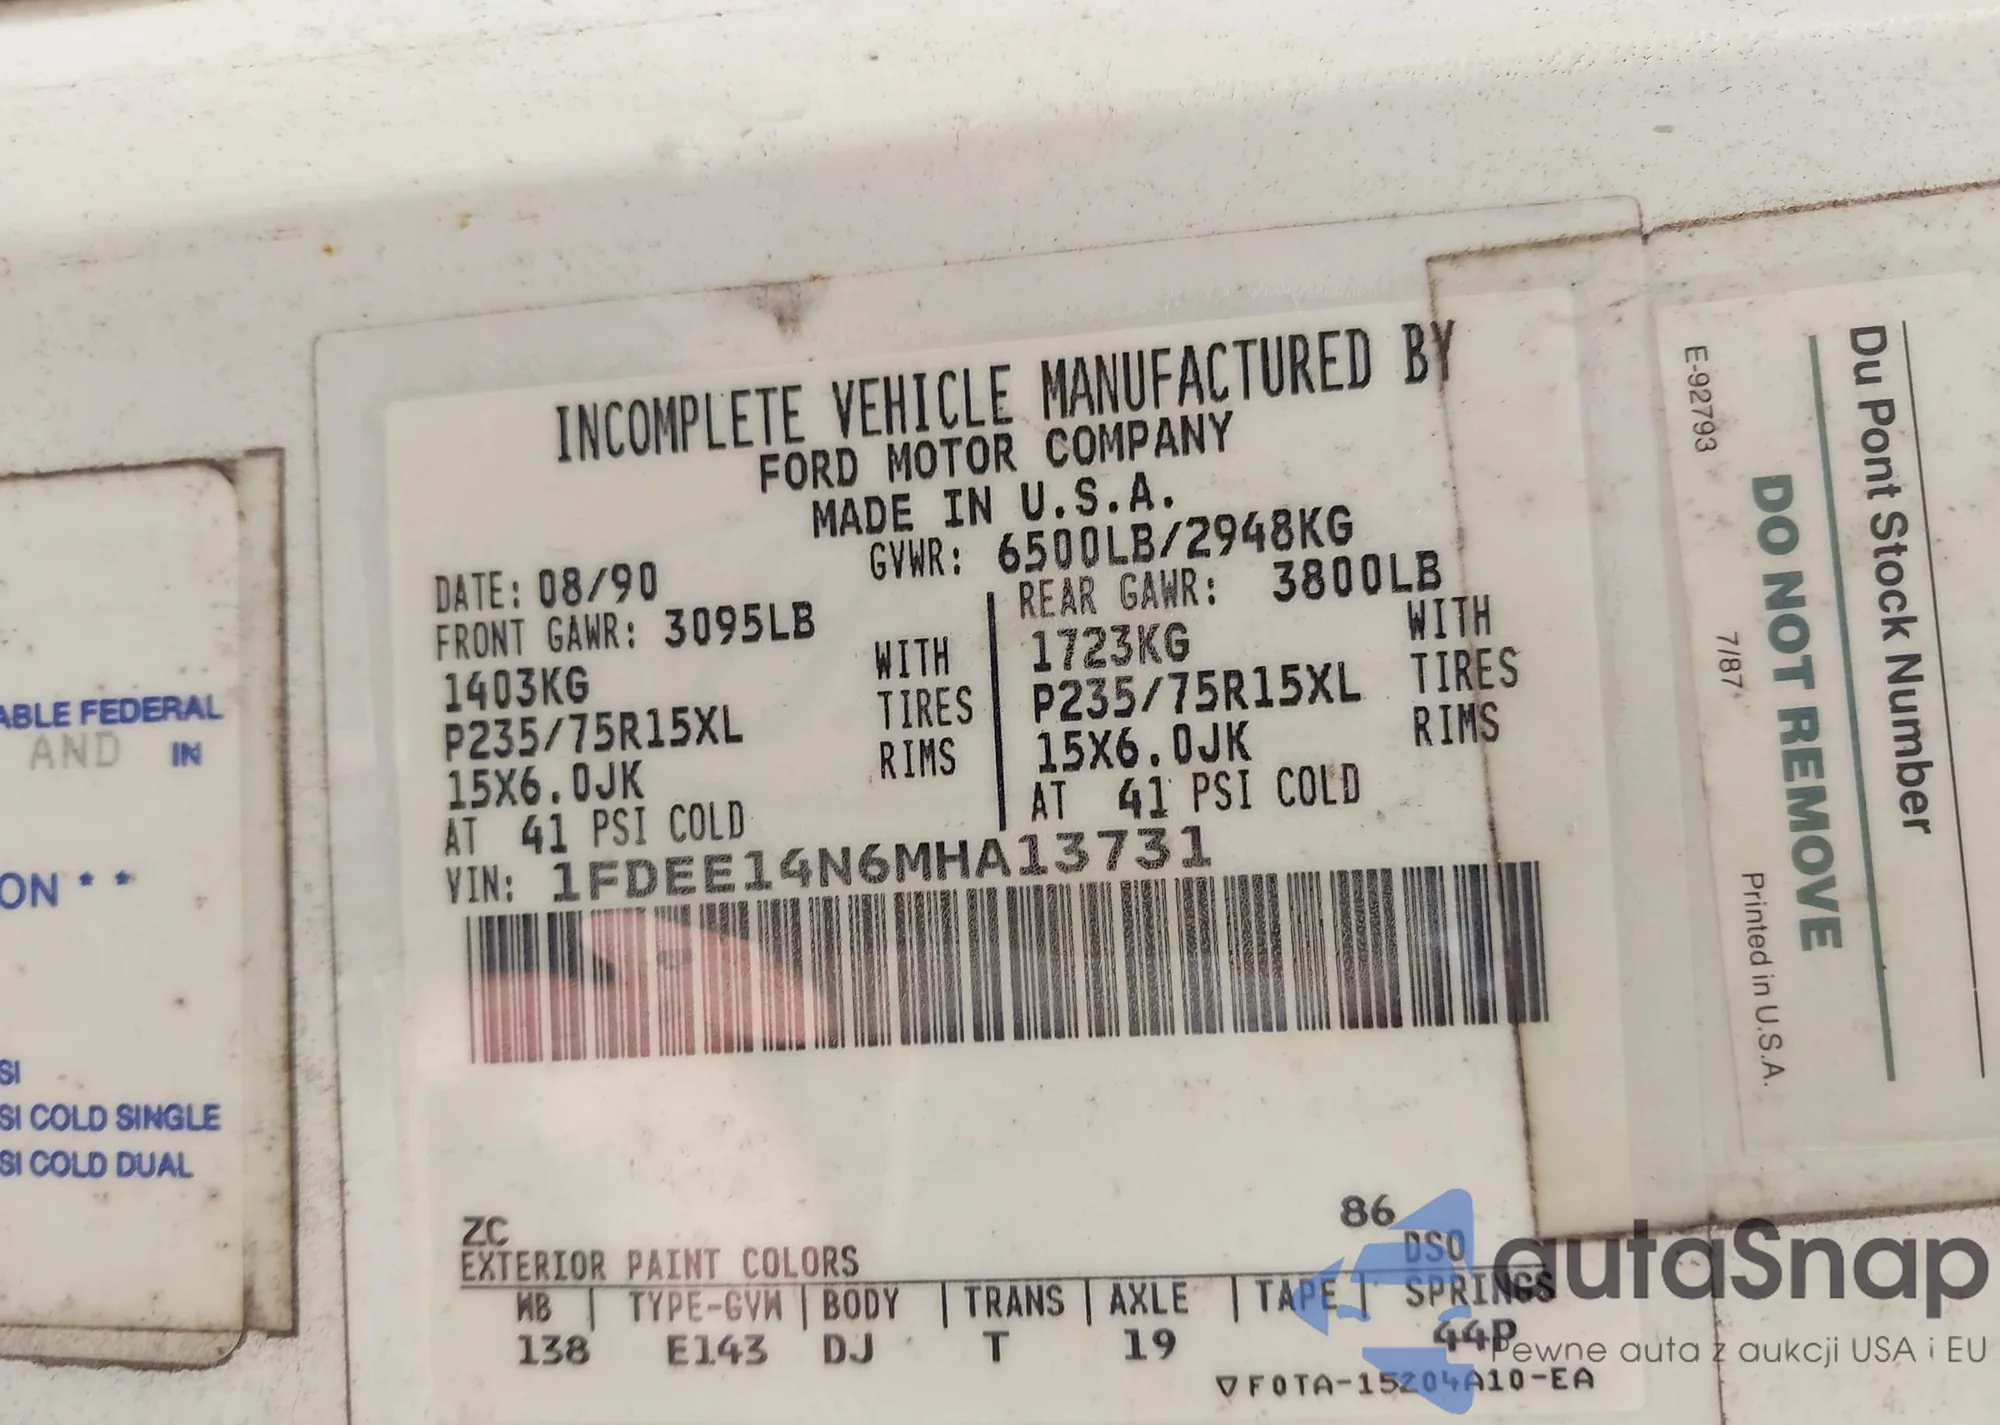 INCOMPLETE VEHICLE MANUFACTURED BY
FORD MOTOR COMPANY
MADE IN U.S.A.
DATE: 08/90
GVWR: 6500LB/2948KG
FRONT GAWR: 3095LB
1403KG
WITH
P235/75R15XL
TIRES
15X6.0JK
RIMS
AT 41 PSI COLD
REAR GAWR: 3800LB
1723KG
WITH
P235/75R15XL
TIRES
15X6.0JK
RIMS
AT 41 PSI COLD
VIN: 1FDEE14N6MHA13731
ZC
86
EXTERIOR PAINT COLORS
DSO
WB | TYPE-GVW | BODY | TRANS | AXLE | TAPE | SPRINGS
138 E143 DJ T 19 44P
▽F0TA-15204A10-EA
ABLE FEDERAL
AND IN
ON **
SI
SI COLD SINGLE
SI COLD DUAL
Du Pont Stock Number
DO NOT REMOVE
E-92793
7/87
Printed in U.S.A.
autaSnap
Pewne auta z aukcji USA i EU